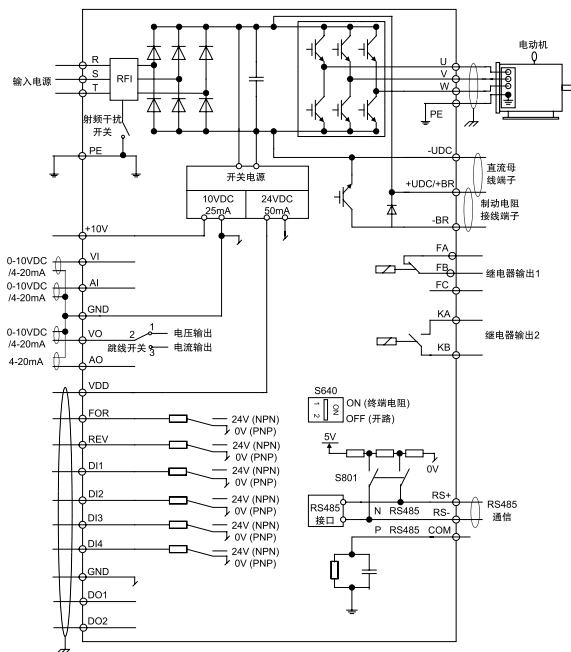 电动机
R
S
T
输入电源
RFI
U
V
W
PE
射频干扰
开关
PE
-UDC
直流母
线端子
开关电源
+UDC/+BR
10VDC
25mA
24VDC
50mA
制动电阻
接线端子
-BR
+10V
FA
VI
0-10VDC
/4-20mA
FB
继电器输出1
AI
0-10VDC
/4-20mA
FC
GND
KA
VO
0-10VDC
/4-20mA
2
1
电压输出
跳线开关
3
电流输出
继电器输出2
KB
4-20mA
AO
VDD
S640
1
2
ON
ON (终端电阻)
OFF (开路)
FOR
24V (NPN)
0V (PNP)
REV
24V (NPN)
0V (PNP)
5V
0V
DI1
24V (NPN)
0V (PNP)
S801
DI2
24V (NPN)
0V (PNP)
RS485
接口
RS+
RS-
RS485
通信
DI3
24V (NPN)
0V (PNP)
N RS485
P RS485 COM
DI4
24V (NPN)
0V (PNP)
GND
DO1
DO2